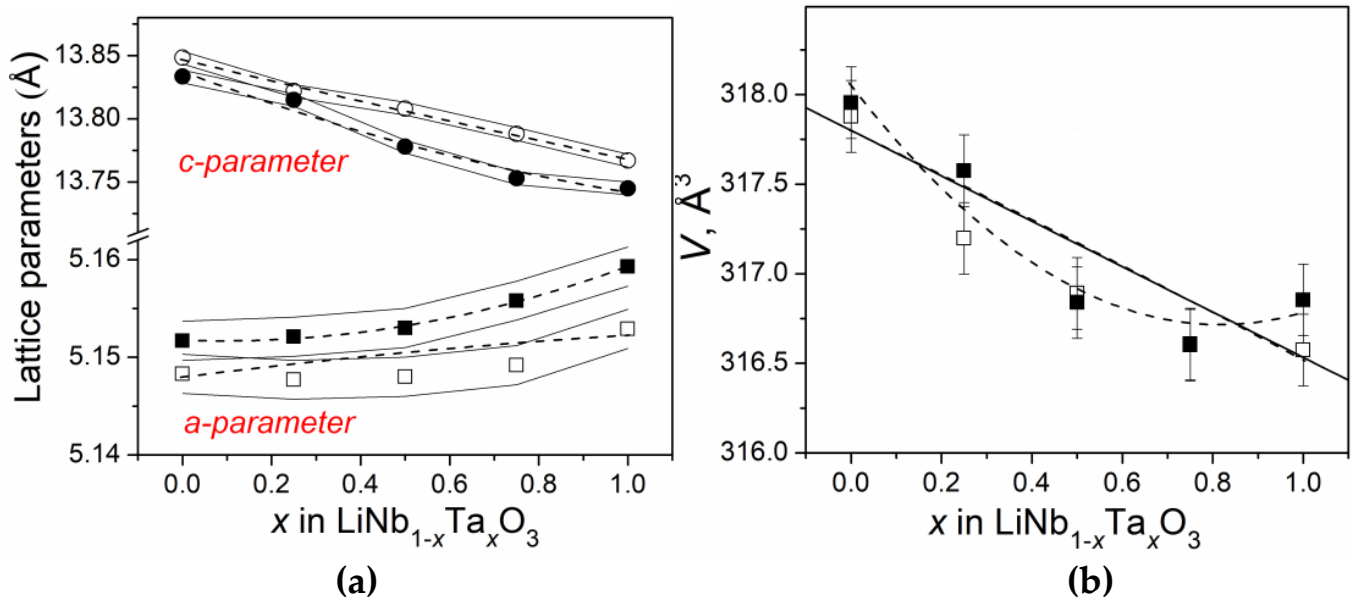 Lattice parameters (Å)
13.85
13.80
13.75
5.16
5.15
5.14
c-parameter
a-parameter
0.0 0.2 0.4 0.6 0.8 1.0
x in LiNb1-xTaxO3
(a)
V, Å3
318.0
317.5
317.0
316.5
316.0
0.0 0.2 0.4 0.6 0.8 1.0
x in LiNb1-xTaxO3
(b)